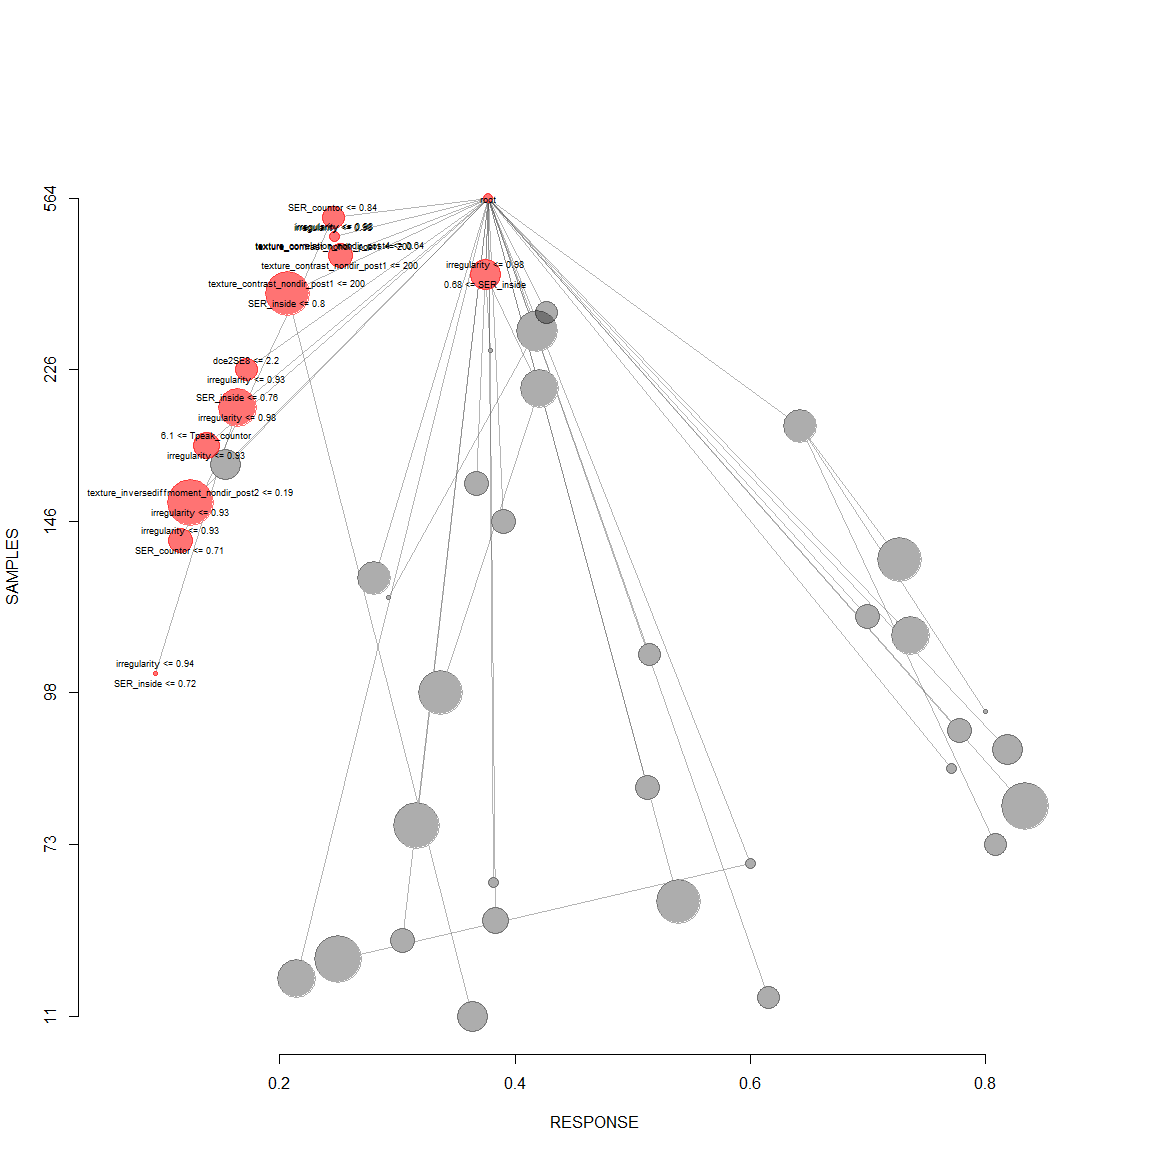 564
226
146
98
73
11
SAMPLES
0.2
0.4
0.6
0.8
RESPONSE
root
SER_countor <= 0.84
irregularity <= 0.98
texture_contrast_nondir_post1 <= 200
irregularity <= 0.98
0.68 <= SER_inside
texture_contrast_nondir_post1 <= 200
SER_inside <= 0.8
dce2SE8 <= 2.2
irregularity <= 0.93
SER_inside <= 0.76
irregularity <= 0.98
6.1 <= Tpeak_countor
irregularity <= 0.93
texture_inversediffmoment_nondir_post2 <= 0.19
irregularity <= 0.93
irregularity <= 0.93
SER_countor <= 0.71
irregularity <= 0.94
SER_inside <= 0.72